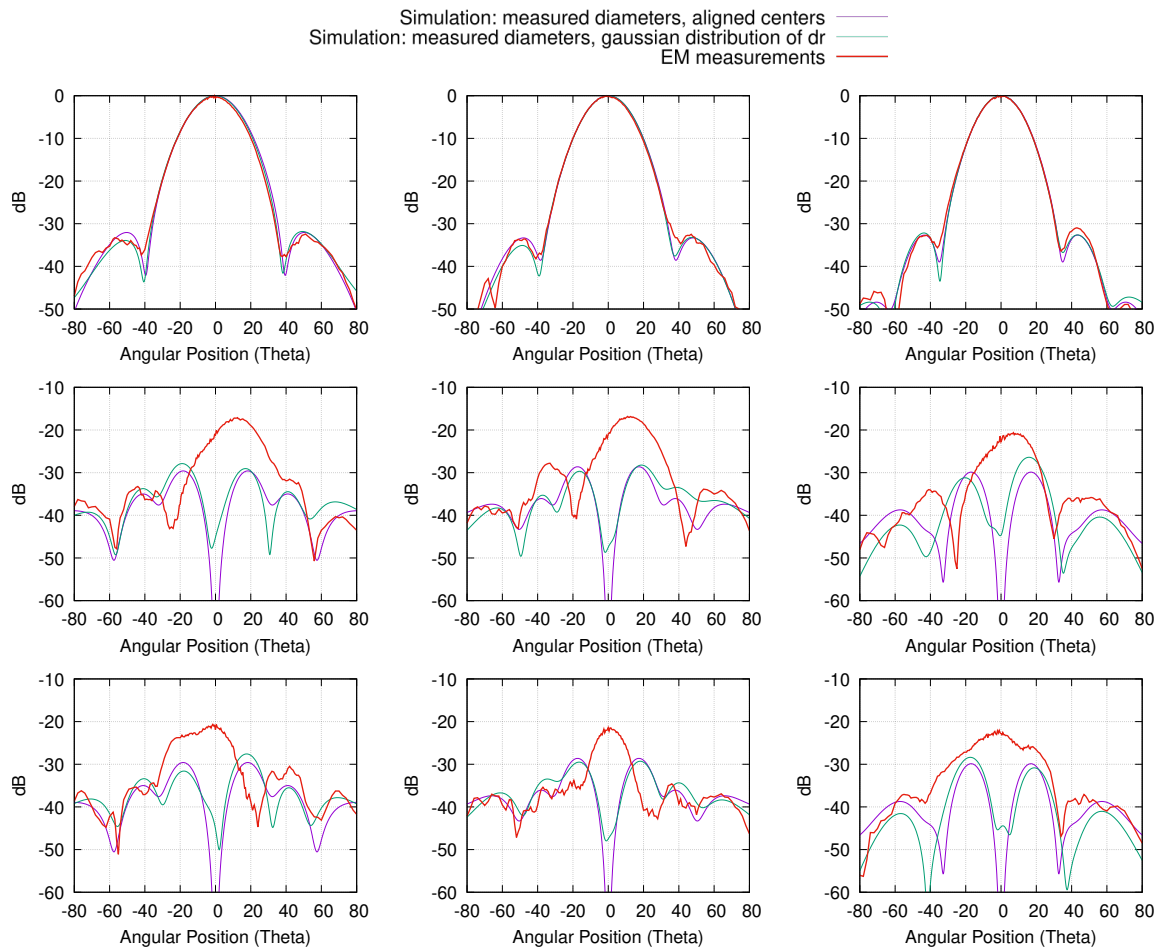 Simulation: measured diameters, aligned centers
Simulation: measured diameters, gaussian distribution of dr
EM measurements
0
-10
-20
-30
-40
-50
dB
-80 -60 -40 -20 0 20 40 60 80
Angular Position (Theta)
0
-10
-20
-30
-40
-50
dB
-80 -60 -40 -20 0 20 40 60 80
Angular Position (Theta)
0
-10
-20
-30
-40
-50
dB
-80 -60 -40 -20 0 20 40 60 80
Angular Position (Theta)
-10
-20
-30
-40
-50
-60
dB
-80 -60 -40 -20 0 20 40 60 80
Angular Position (Theta)
-10
-20
-30
-40
-50
-60
dB
-80 -60 -40 -20 0 20 40 60 80
Angular Position (Theta)
-10
-20
-30
-40
-50
-60
dB
-80 -60 -40 -20 0 20 40 60 80
Angular Position (Theta)
-10
-20
-30
-40
-50
-60
dB
-80 -60 -40 -20 0 20 40 60 80
Angular Position (Theta)
-10
-20
-30
-40
-50
-60
dB
-80 -60 -40 -20 0 20 40 60 80
Angular Position (Theta)
-10
-20
-30
-40
-50
-60
dB
-80 -60 -40 -20 0 20 40 60 80
Angular Position (Theta)